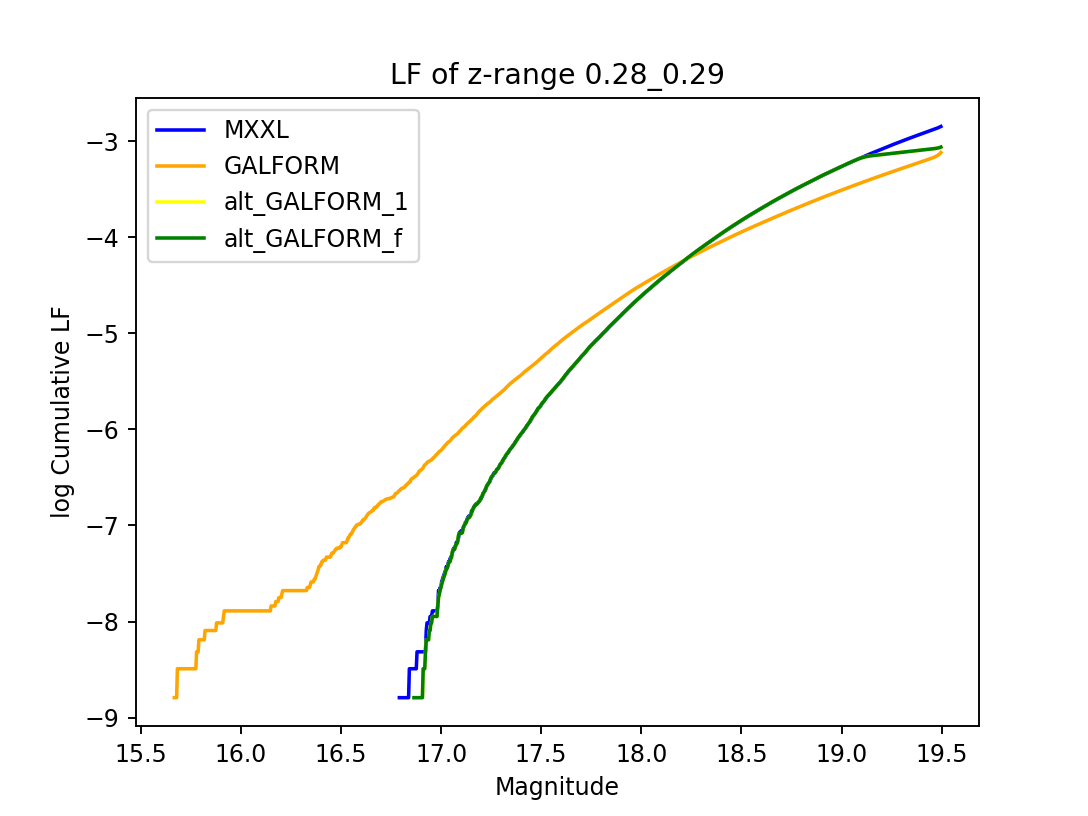 LF of z-range 0.28_0.29
MXXL
GALFORM
alt_GALFORM_1
alt_GALFORM_f
log Cumulative LF
−3
−4
−5
−6
−7
−8
−9
15.5 16.0 16.5 17.0 17.5 18.0 18.5 19.0 19.5
Magnitude